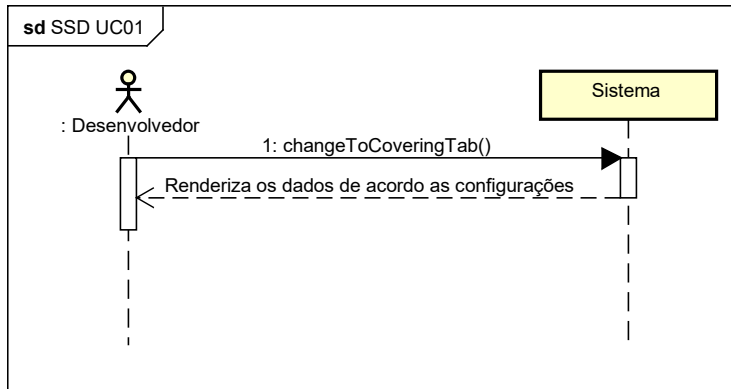 sd SSD UC01
Sistema
: Desenvolvedor
1: changeToCoveringTab()
Renderiza os dados de acordo as configurações